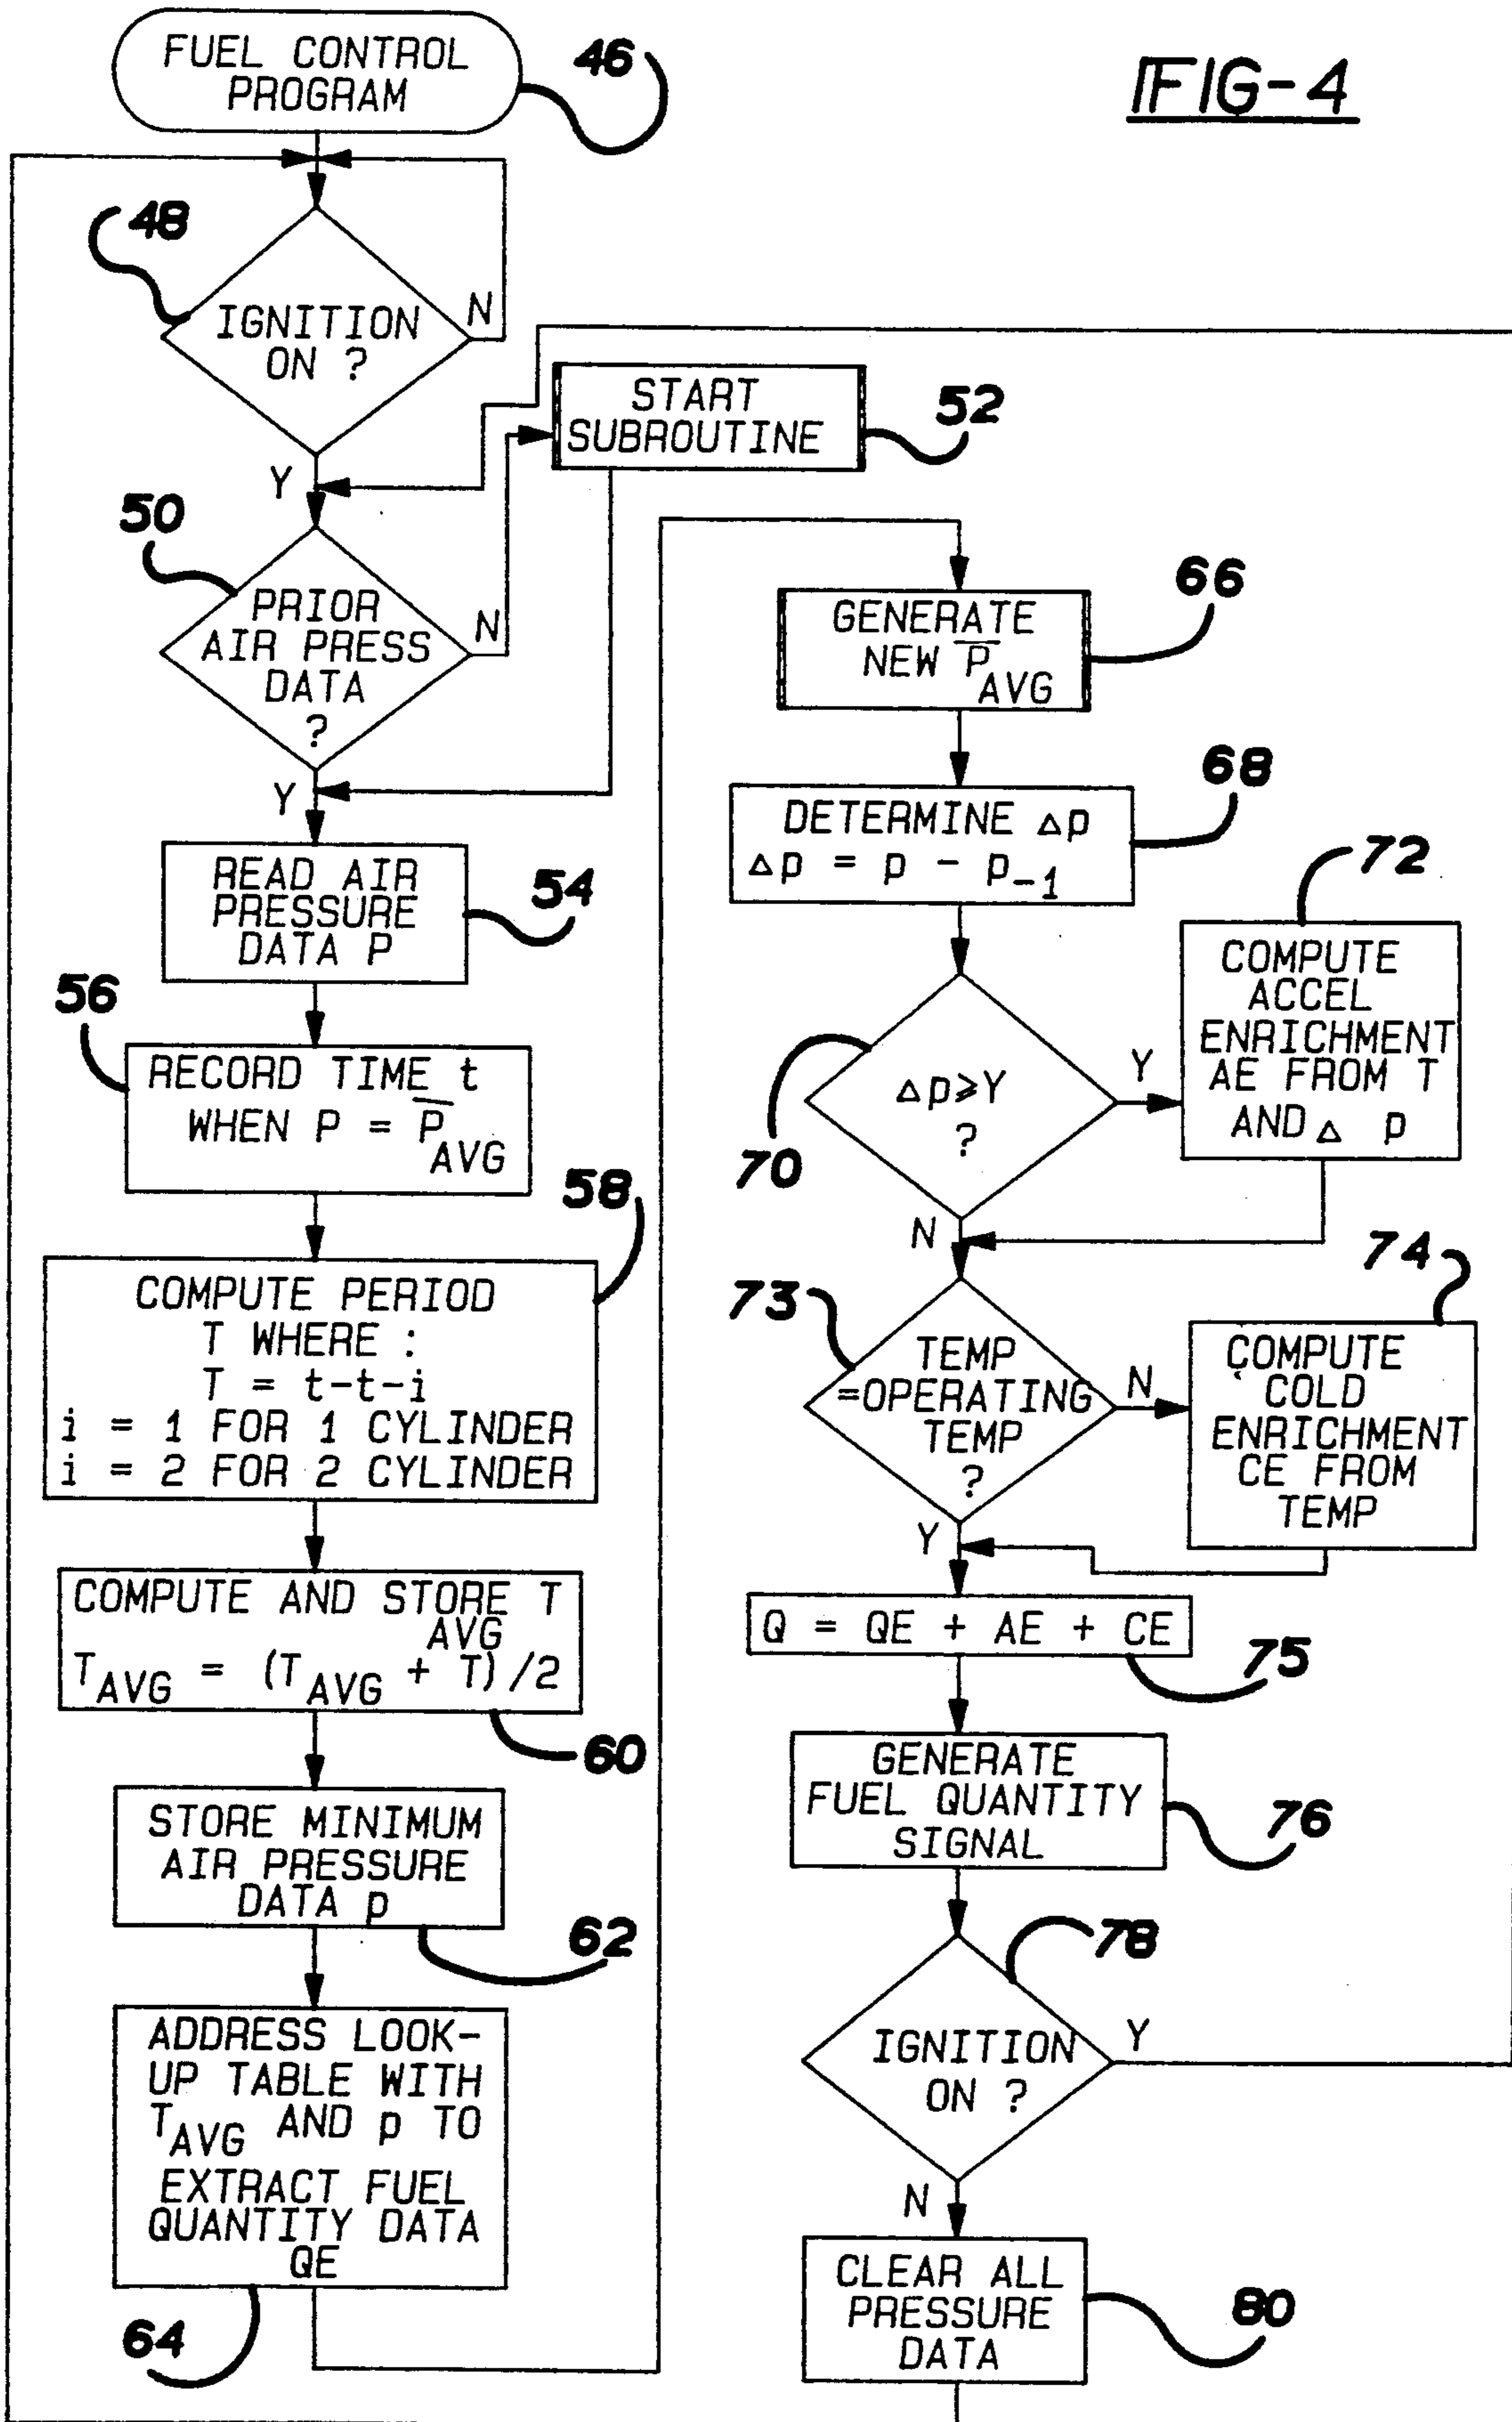 FIG-4
FUEL CONTROL
PROGRAM
46
48
IGNITION
ON ?
N
Y
START
SUBROUTINE
52
50
PRIOR
AIR PRESS
DATA
?
N
Y
READ AIR
PRESSURE
DATA P
54
56
RECORD TIME t
WHEN P = P̅
AVG
58
COMPUTE PERIOD
T WHERE :
T = t-t-i
i = 1 FOR 1 CYLINDER
i = 2 FOR 2 CYLINDER
COMPUTE AND STORE T
AVG
TAVG = (TAVG + T)/2
60
STORE MINIMUM
AIR PRESSURE
DATA p
62
ADDRESS LOOK-
UP TABLE WITH
TAVG AND p TO
EXTRACT FUEL
QUANTITY DATA
QE
64
GENERATE
NEW P̅
AVG
66
DETERMINE △p
△p = p - p-1
68
70
△p≥Y
?
Y
N
72
COMPUTE
ACCEL
ENRICHMENT
AE FROM T
AND △ p
73
TEMP
=OPERATING
TEMP
?
N
Y
74
COMPUTE
COLD
ENRICHMENT
CE FROM
TEMP
Q = QE + AE + CE
75
GENERATE
FUEL QUANTITY
SIGNAL
76
78
IGNITION
ON ?
Y
N
CLEAR ALL
PRESSURE
DATA
80